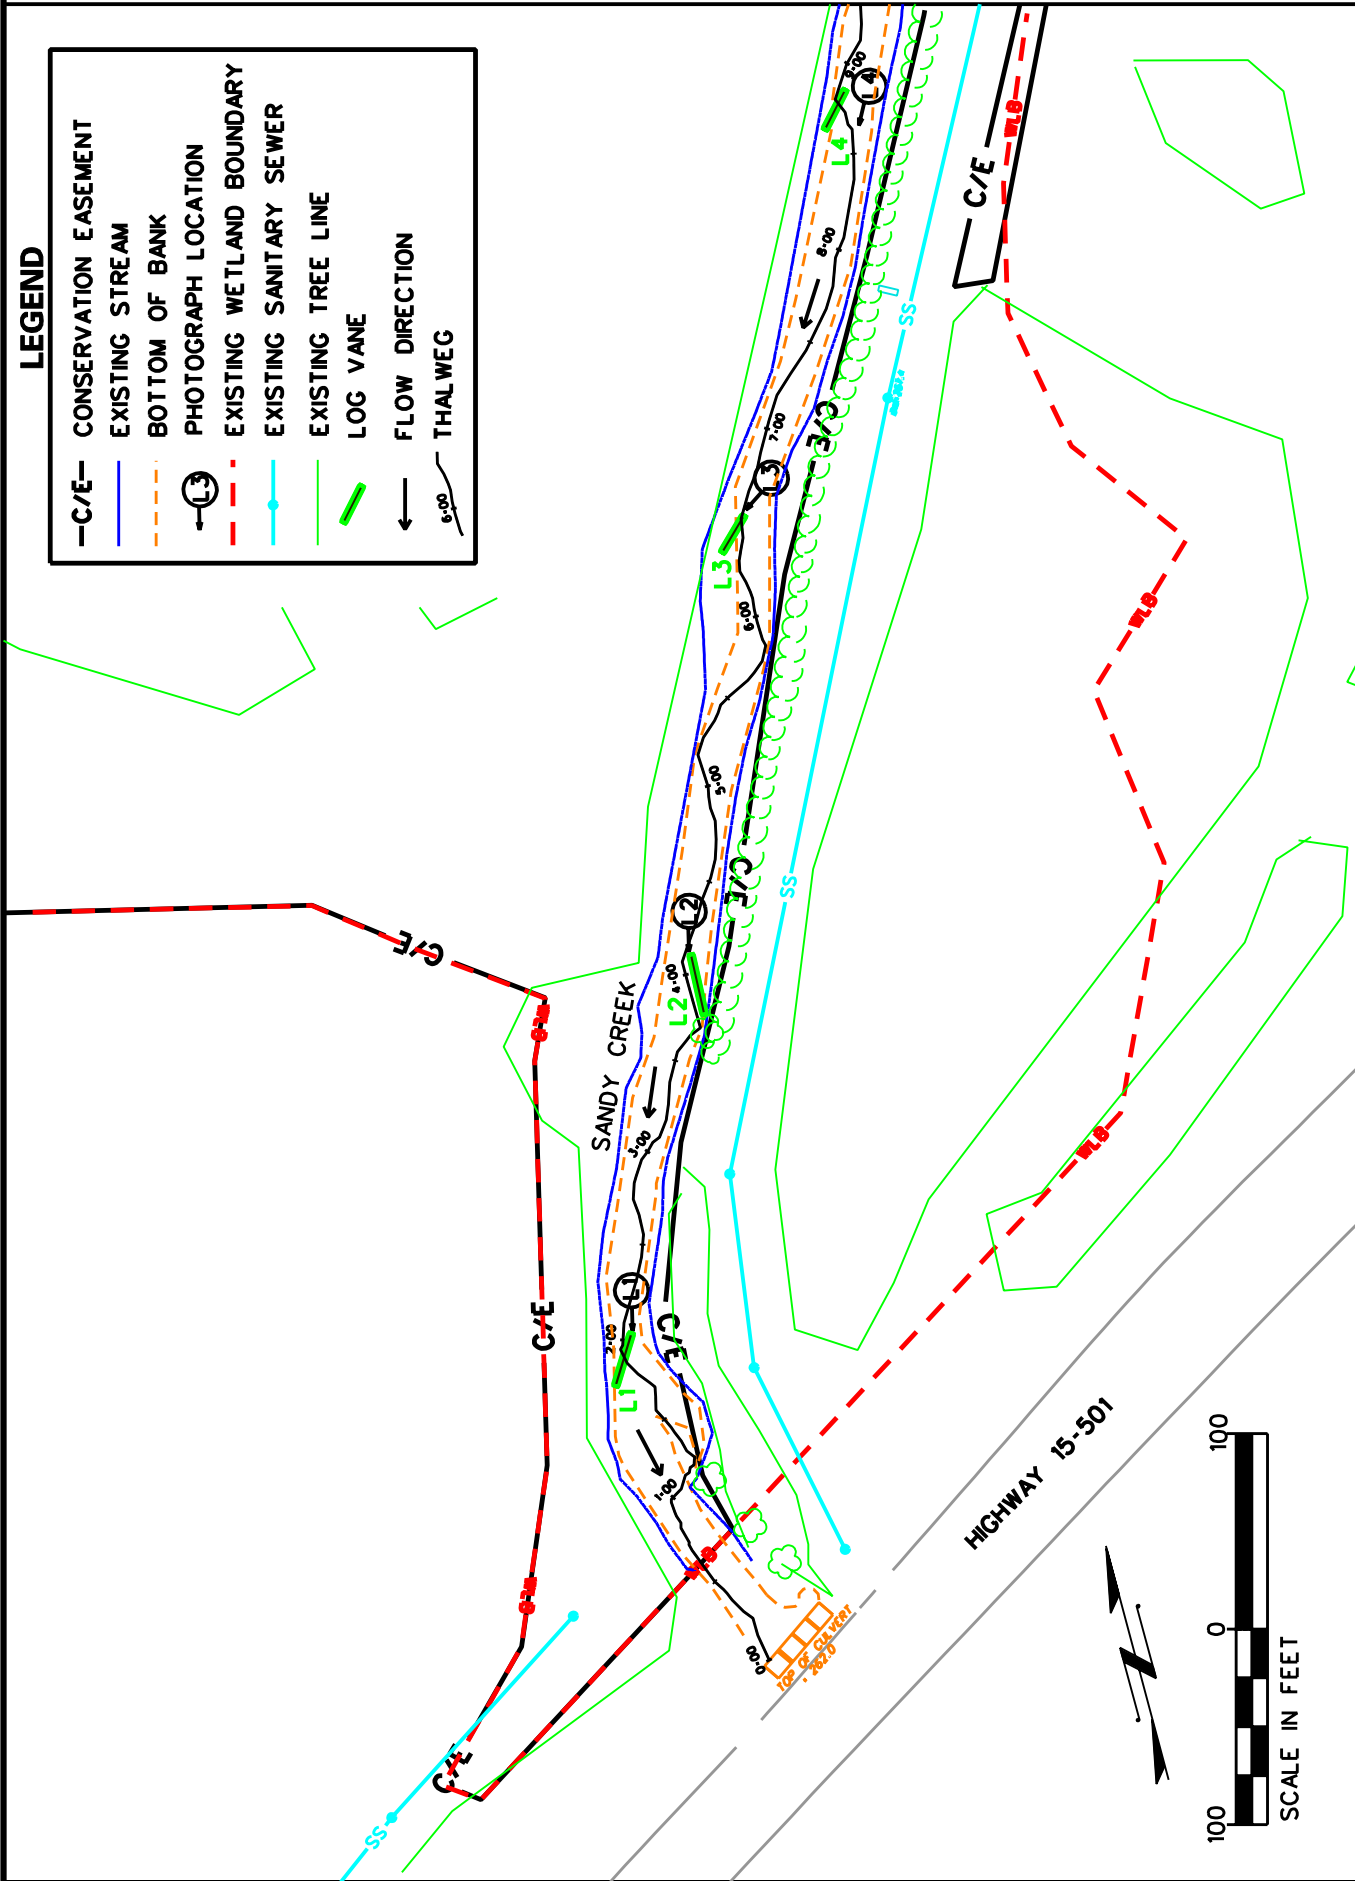 LEGEND
C/E CONSERVATION EASEMENT
EXISTING STREAM
BOTTOM OF BANK
L3 PHOTOGRAPH LOCATION
EXISTING WETLAND BOUNDARY
EXISTING SANITARY SEWER
EXISTING TREE LINE
LOG VANE
FLOW DIRECTION
6+00 THALWEG
C/E
WLB
C/E
WLB
C/E
SS
SANDY CREEK
0+00
1+00
2+00
3+00
4+00
5+00
6+00
7+00
8+00
9+00
L1
L1
L2
L2
L3
L3
L4
L4
C/E
C/E
C/E
C/E
SS
SS
WLB
WLB
WLB
WLB
TOP OF CULVERT
262.0
HIGHWAY 15-501
100 0 100
SCALE IN FEET